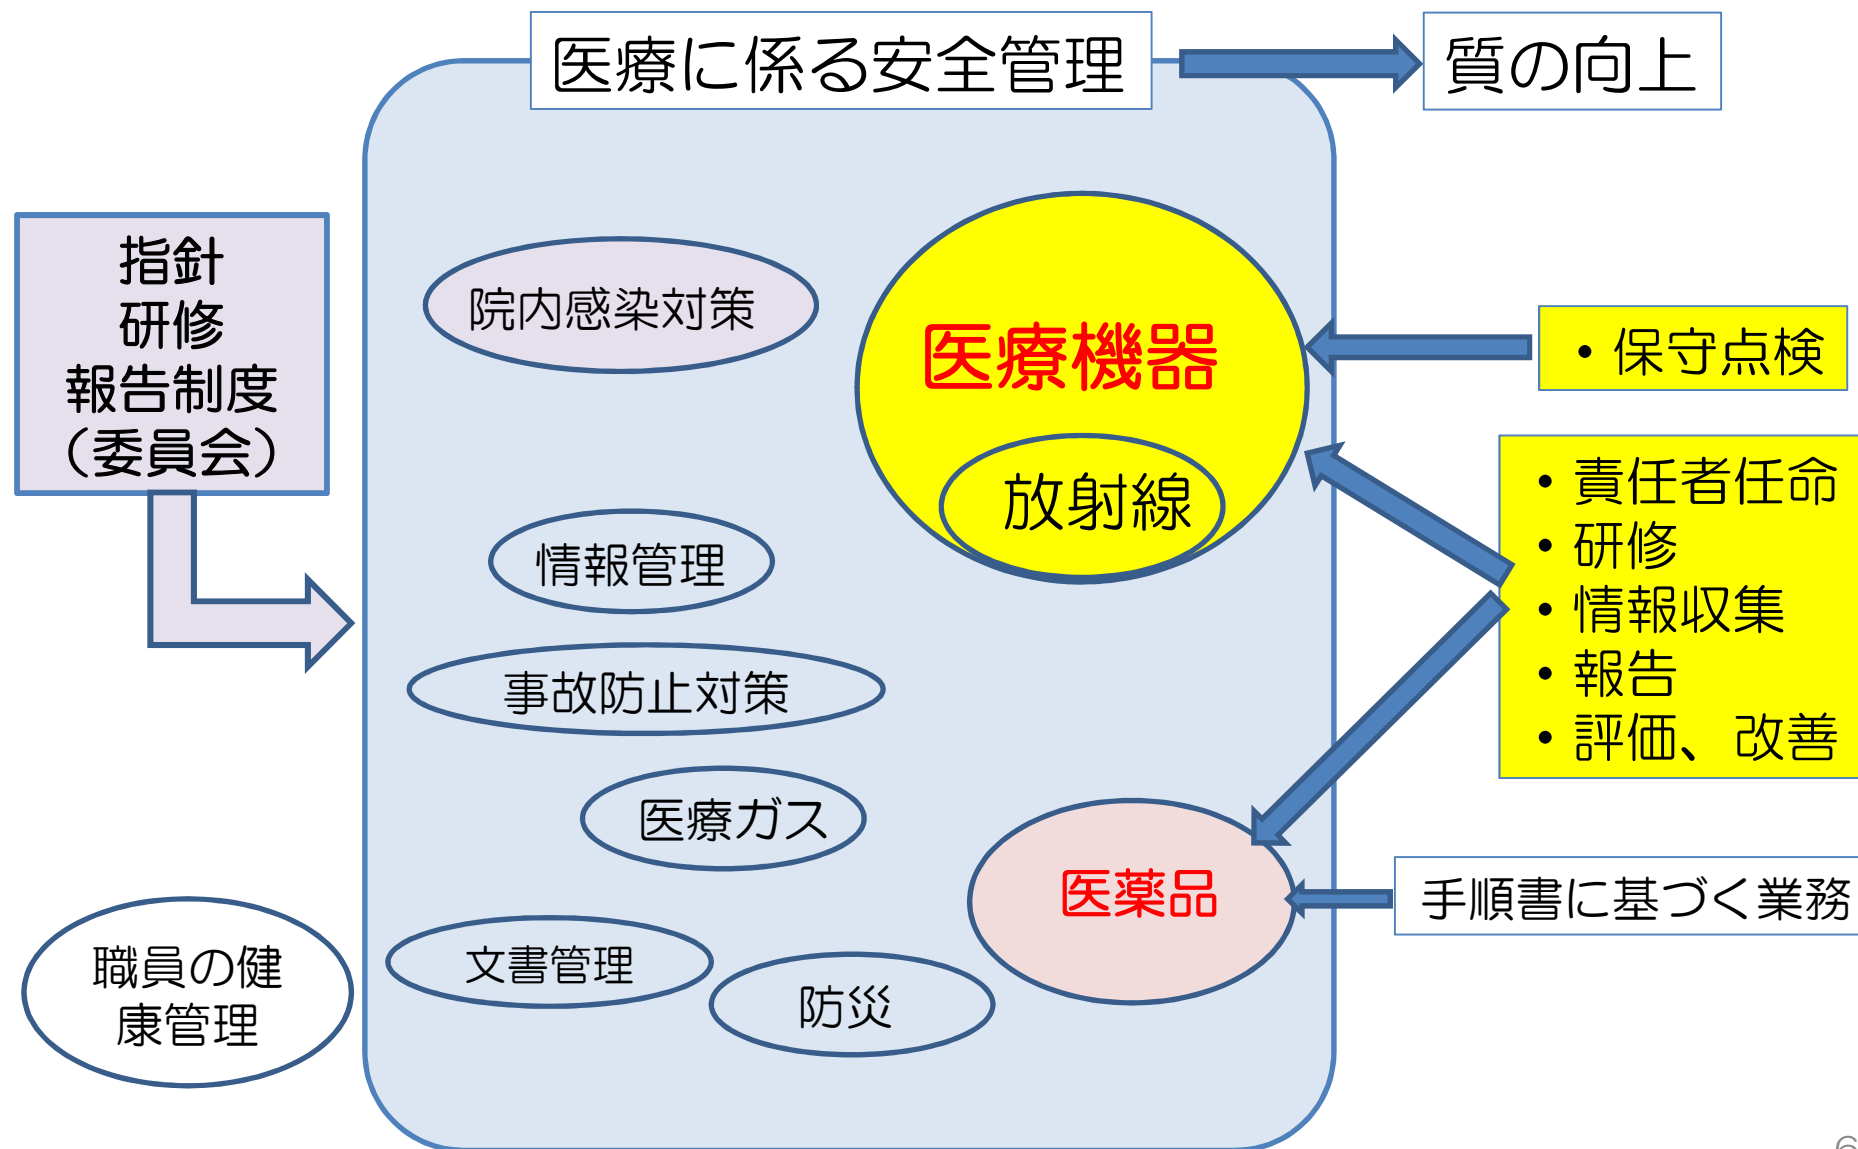 医療に係る安全管理
質の向上
指針
研修
報告制度
（委員会）
院内感染対策
医療機器
放射線
情報管理
事故防止対策
医療ガス
医薬品
文書管理
防災
職員の健
康管理
・保守点検
・責任者任命
・研修
・情報収集
・報告
・評価、改善
手順書に基づく業務